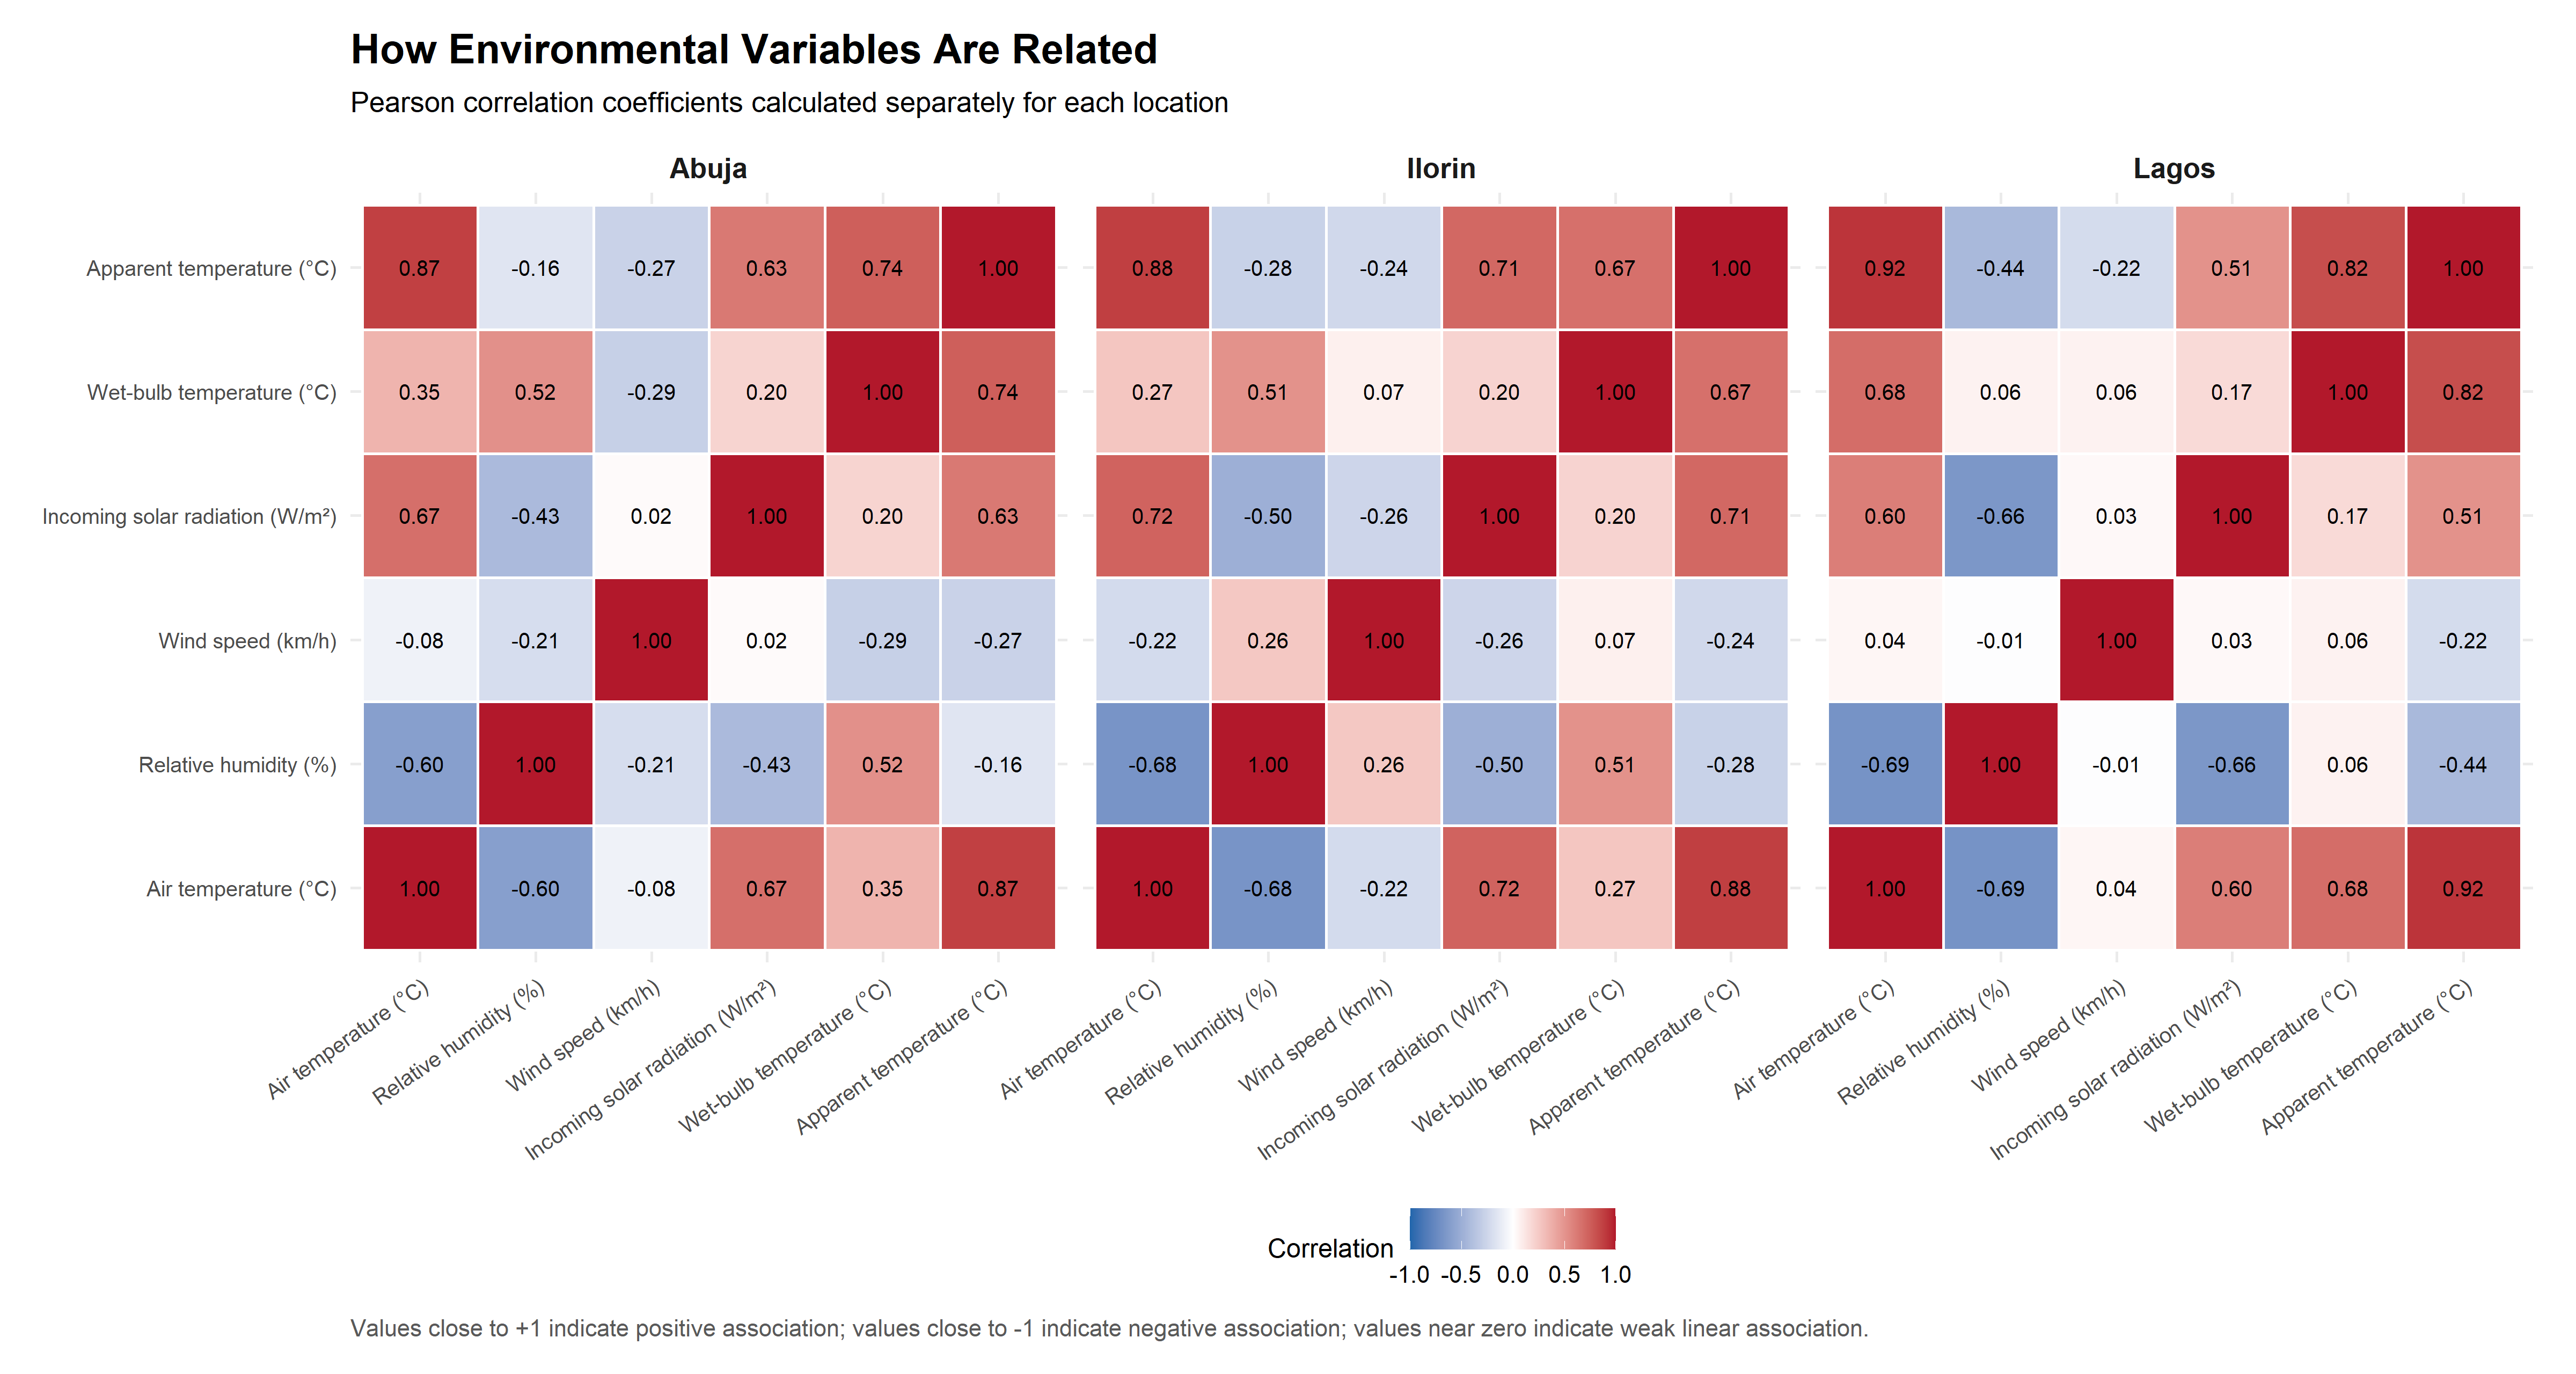 How Environmental Variables Are Related
Pearson correlation coefficients calculated separately for each location
Abuja Ilorin Lagos
Apparent temperature (°C) 0.87 -0.16 -0.27 0.63 0.74 1.00 0.88 -0.28 -0.24 0.71 0.67 1.00 0.92 -0.44 -0.22 0.51 0.82 1.00
Wet-bulb temperature (°C) 0.35 0.52 -0.29 0.20 1.00 0.74 0.27 0.51 0.07 0.20 1.00 0.67 0.68 0.06 0.06 0.17 1.00 0.82
Incoming solar radiation (W/m²) 0.67 -0.43 0.02 1.00 0.20 0.63 0.72 -0.50 -0.26 1.00 0.20 0.71 0.60 -0.66 0.03 1.00 0.17 0.51
Wind speed (km/h) -0.08 -0.21 1.00 0.02 -0.29 -0.27 -0.22 0.26 1.00 -0.26 0.07 -0.24 0.04 -0.01 1.00 0.03 0.06 -0.22
Relative humidity (%) -0.60 1.00 -0.21 -0.43 0.52 -0.16 -0.68 1.00 0.26 -0.50 0.51 -0.28 -0.69 1.00 -0.01 -0.66 0.06 -0.44
Air temperature (°C) 1.00 -0.60 -0.08 0.67 0.35 0.87 1.00 -0.68 -0.22 0.72 0.27 0.88 1.00 -0.69 0.04 0.60 0.68 0.92
Air temperature (°C) Relative humidity (%) Wind speed (km/h) Incoming solar radiation (W/m²) Wet-bulb temperature (°C) Apparent temperature (°C) Air temperature (°C) Relative humidity (%) Wind speed (km/h) Incoming solar radiation (W/m²) Wet-bulb temperature (°C) Apparent temperature (°C) Air temperature (°C) Relative humidity (%) Wind speed (km/h) Incoming solar radiation (W/m²) Wet-bulb temperature (°C) Apparent temperature (°C)
Correlation
-1.0 -0.5 0.0 0.5 1.0
Values close to +1 indicate positive association; values close to -1 indicate negative association; values near zero indicate weak linear association.